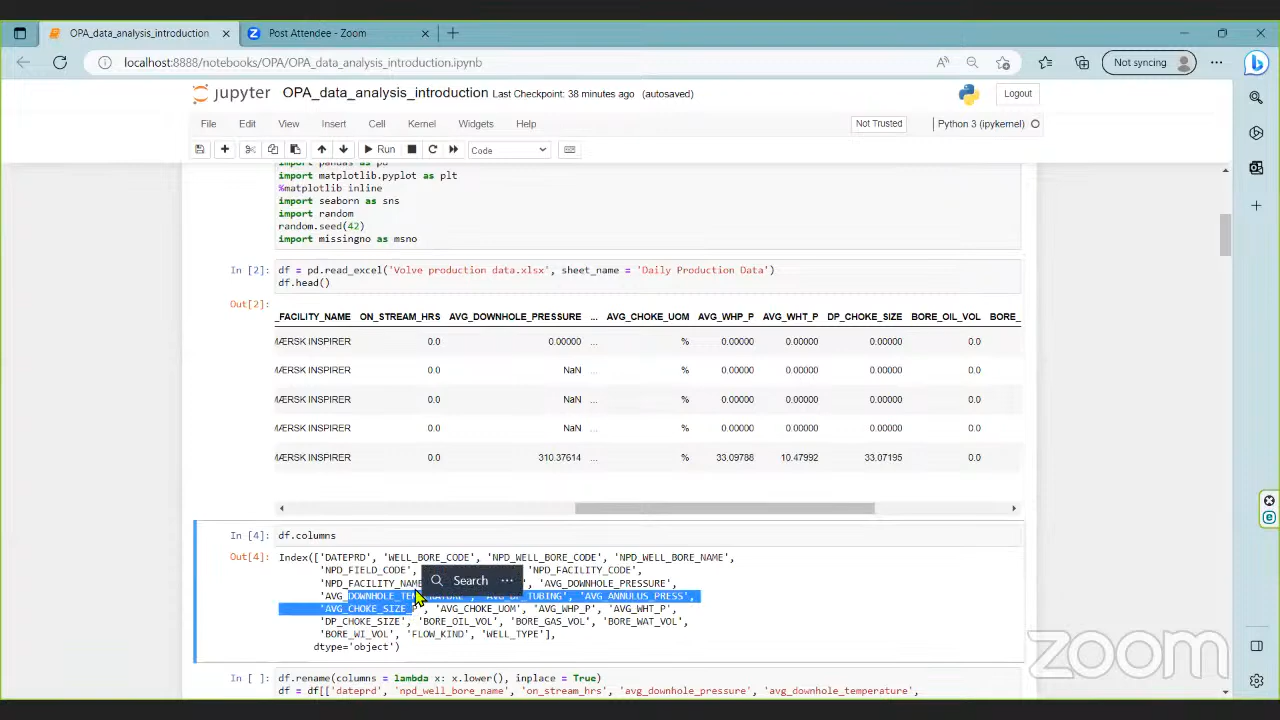 OPA_data_analysis_introduction
Post Attendee - Zoom
localhost:8888/notebooks/OPA/OPA_data_analysis_introduction.ipynb
Not syncing
jupyter OPA_data_analysis_introduction Last Checkpoint: 38 minutes ago (autosaved)
Logout
File Edit View Insert Cell Kernel Widgets Help
Not Trusted
Python 3 (ipykernel)
Run
Code
import pandas as pd
import matplotlib.pyplot as plt
%matplotlib inline
import seaborn as sns
import random
random.seed(42)
import missingno as msno
In [2]: df = pd.read_excel('Volve production data.xlsx', sheet_name = 'Daily Production Data')
df.head()
Out[2]:
_FACILITY_NAME ON_STREAM_HRS AVG_DOWNHOLE_PRESSURE ... AVG_CHOKE_UOM AVG_WHP_P AVG_WHT_P DP_CHOKE_SIZE BORE_OIL_VOL BORE_
MÆRSK INSPIRER 0.0 0.00000 ... % 0.00000 0.00000 0.00000 0.0
MÆRSK INSPIRER 0.0 NaN ... % 0.00000 0.00000 0.00000 0.0
MÆRSK INSPIRER 0.0 NaN ... % 0.00000 0.00000 0.00000 0.0
MÆRSK INSPIRER 0.0 NaN ... % 0.00000 0.00000 0.00000 0.0
MÆRSK INSPIRER 0.0 310.37614 ... % 33.09788 10.47992 33.07195 0.0
In [4]: df.columns
Out[4]: Index(['DATEPRD', 'WELL_BORE_CODE', 'NPD_WELL_BORE_CODE', 'NPD_WELL_BORE_NAME',
'NPD_FIELD_CODE', 'NPD_FACILITY_CODE',
'NPD_FACILITY_NAME 'AVG_DOWNHOLE_PRESSURE',
'AVG_DOWNHOLE_TEMPERATURE', 'AVG_DP_TUBING', 'AVG_ANNULUS_PRESS',
'AVG_CHOKE_SIZE_P', 'AVG_CHOKE_UOM', 'AVG_WHP_P', 'AVG_WHT_P',
'DP_CHOKE_SIZE', 'BORE_OIL_VOL', 'BORE_GAS_VOL', 'BORE_WAT_VOL',
'BORE_WI_VOL', 'FLOW_KIND', 'WELL_TYPE'],
dtype='object')
Search ...
In [ ]: df.rename(columns = lambda x: x.lower(), inplace = True)
df = df[['dateprd', 'npd_well_bore_name', 'on_stream_hrs', 'avg_downhole_pressure', 'avg_downhole_temperature',
zoom